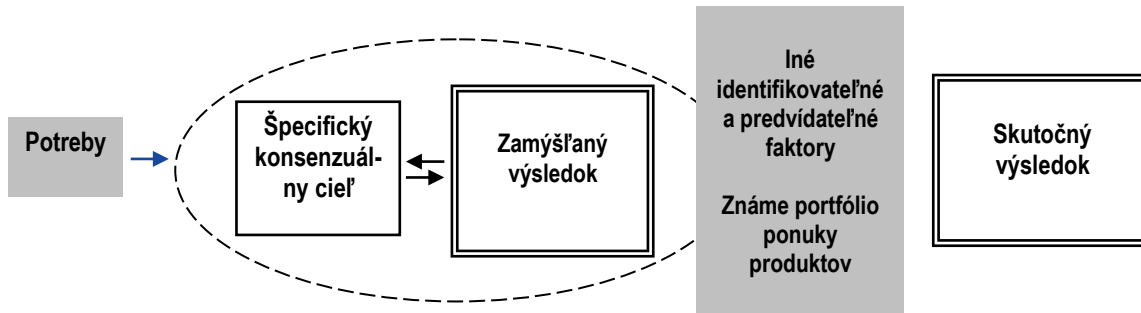 Potreby
Špecifický
konsenzuál-
ny cieľ
Zamýšľaný
výsledok
Iné
identifikovateľné
a predvídateľné
faktory
Známe portfólio
ponuky
produktov
Skutočný
výsledok